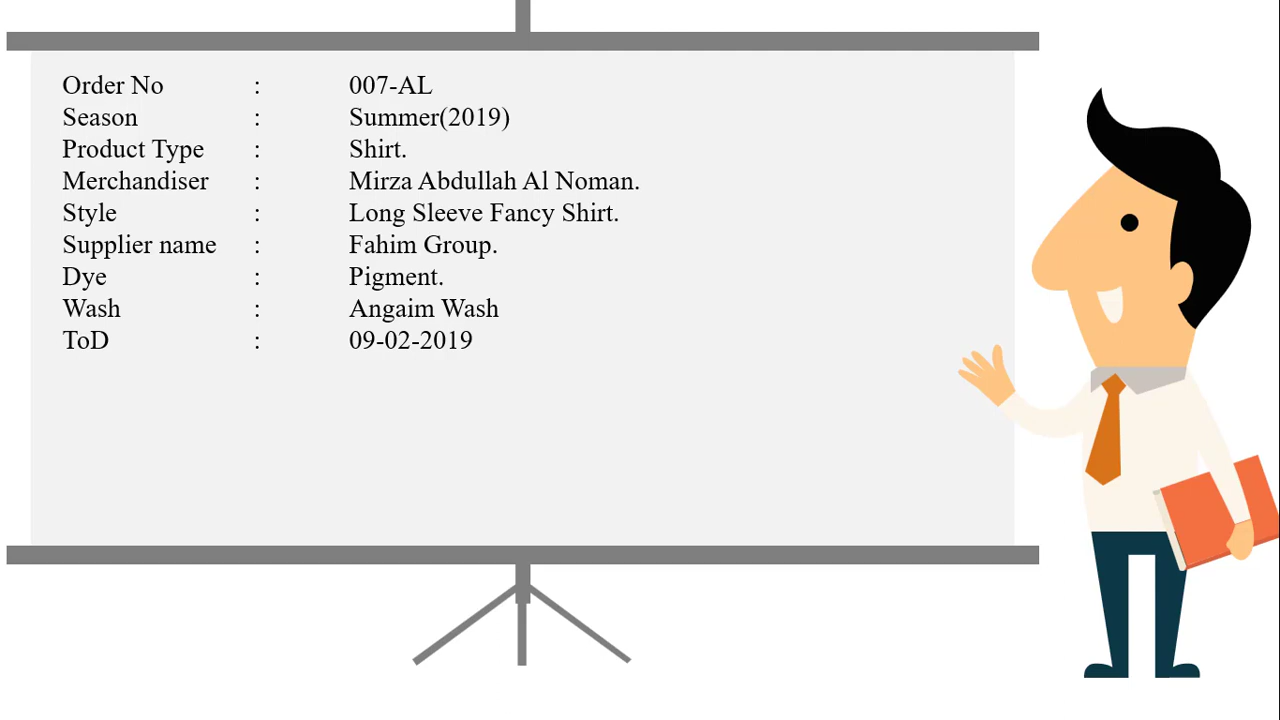 Order No : 007-AL
Season : Summer(2019)
Product Type : Shirt.
Merchandiser : Mirza Abdullah Al Noman.
Style : Long Sleeve Fancy Shirt.
Supplier name : Fahim Group.
Dye : Pigment.
Wash : Angaim Wash
ToD : 09-02-2019